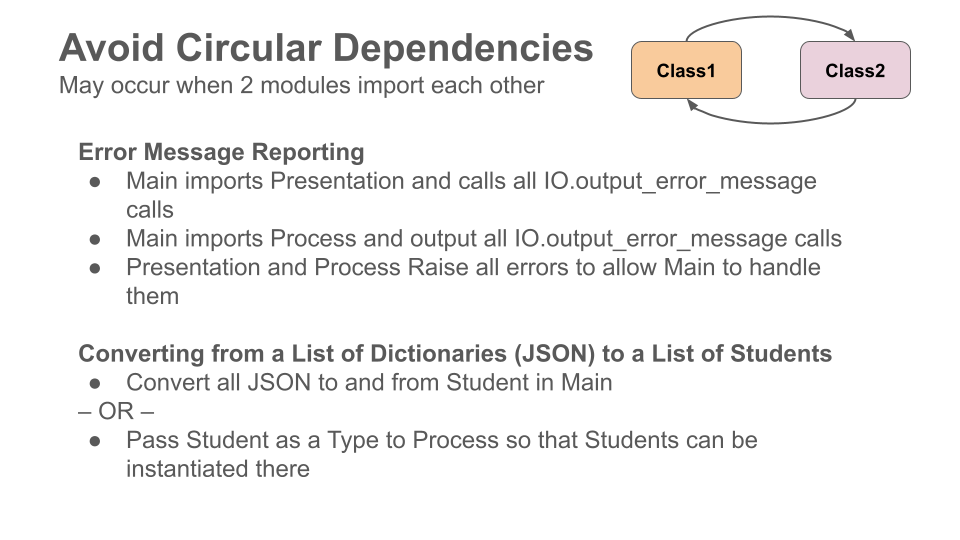 Avoid Circular Dependencies
May occur when 2 modules import each other
Class1
Class2
Error Message Reporting
● Main imports Presentation and calls all IO.output_error_message
calls
● Main imports Process and output all IO.output_error_message calls
● Presentation and Process Raise all errors to allow Main to handle
them
Converting from a List of Dictionaries (JSON) to a List of Students
● Convert all JSON to and from Student in Main
– OR –
● Pass Student as a Type to Process so that Students can be
instantiated there